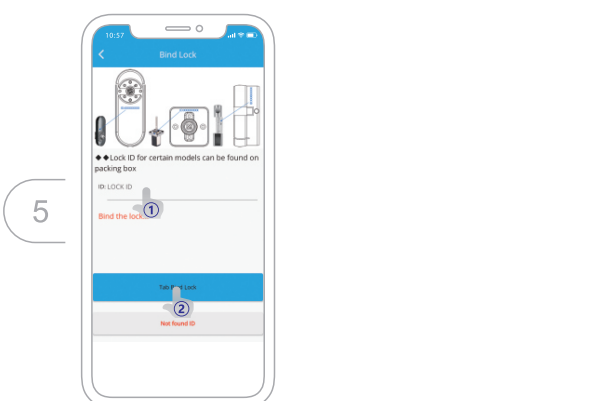 10:57
Bind Lock
◆◆Lock ID for certain models can be found on
packing box
ID: LOCK ID
1
Bind the lock
5
Tab Bind Lock
2
Not found ID